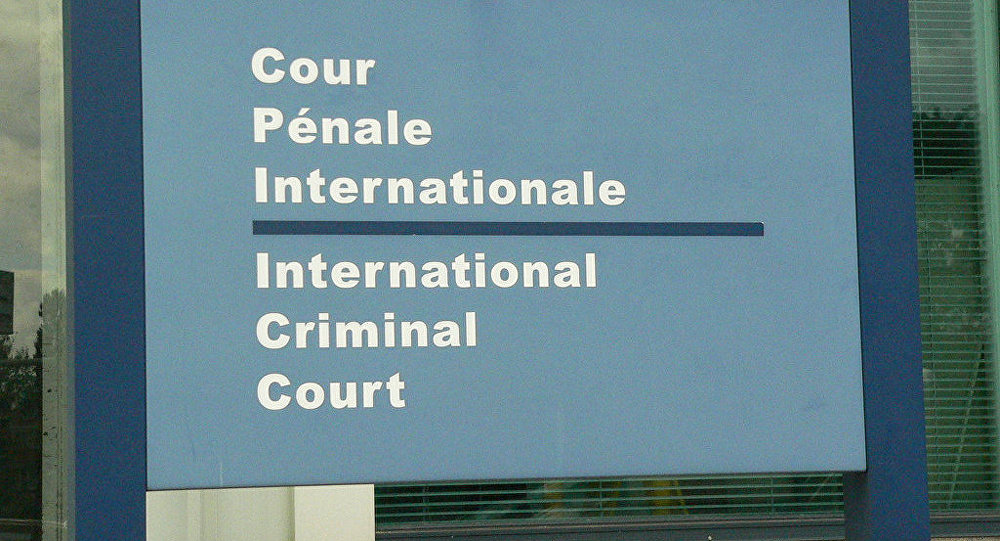 Cour
Pénale
Internationale
International
Criminal
Court